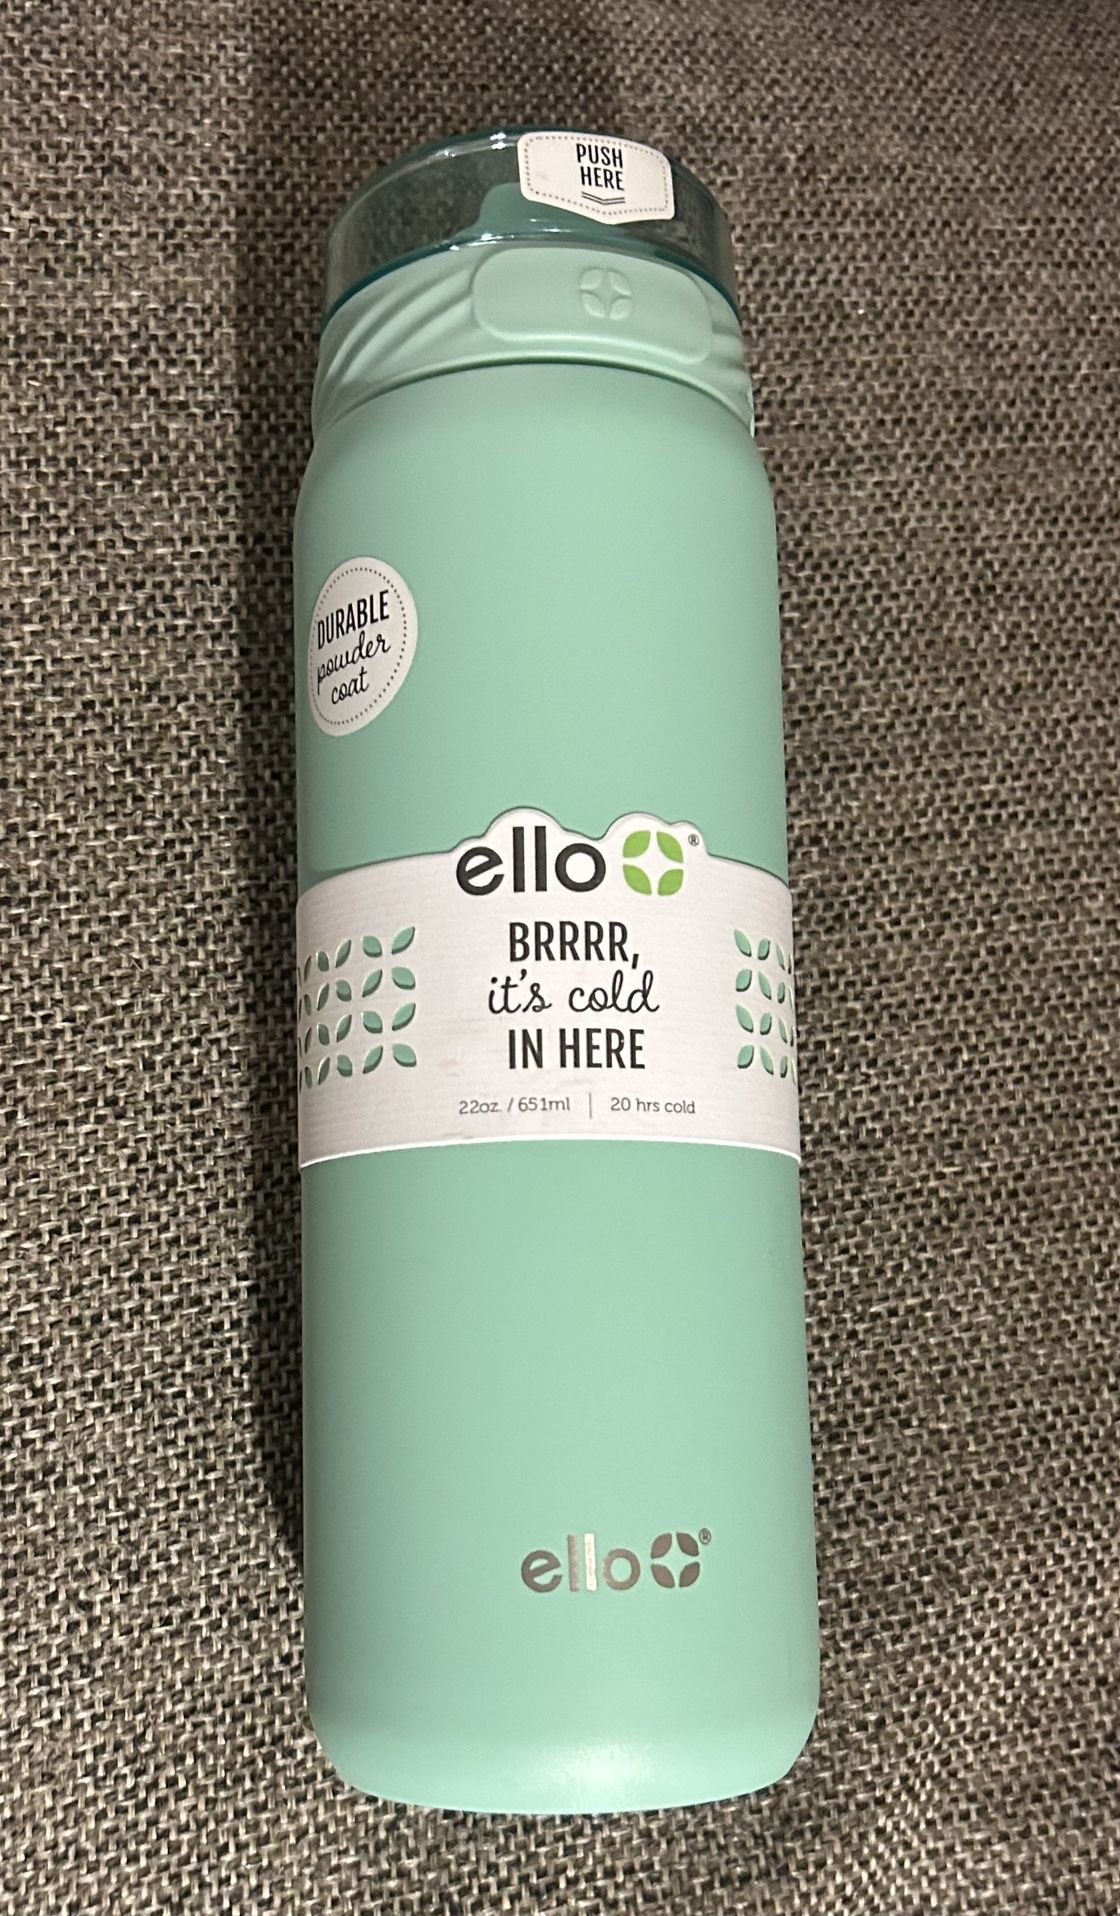 PUSH
HERE
DURABLE
powder
coat
ello®
BRRRR,
it's cold
IN HERE
22oz. / 651ml | 20 hrs cold
ello®